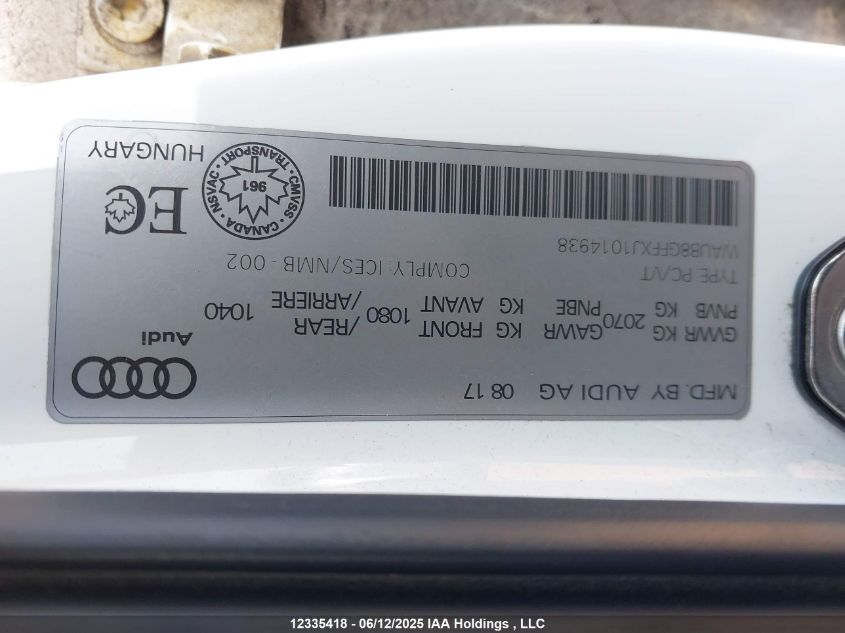 MFD. BY AUDI AG 08 17
GVWR KG 2070 GAWR KG FRONT 1080 /REAR 1040
PNVB KG PNBE KG AVANT /ARRIERE
TYPE PC/VT COMPLY: ICES/NMB - 002
WAUB8GFFXJ1014938
Audi
CANADA · NSVAC · TRANSPORT · CMVSS ·
961
EC
HUNGARY
12335418 - 06/12/2025 IAA Holdings , LLC